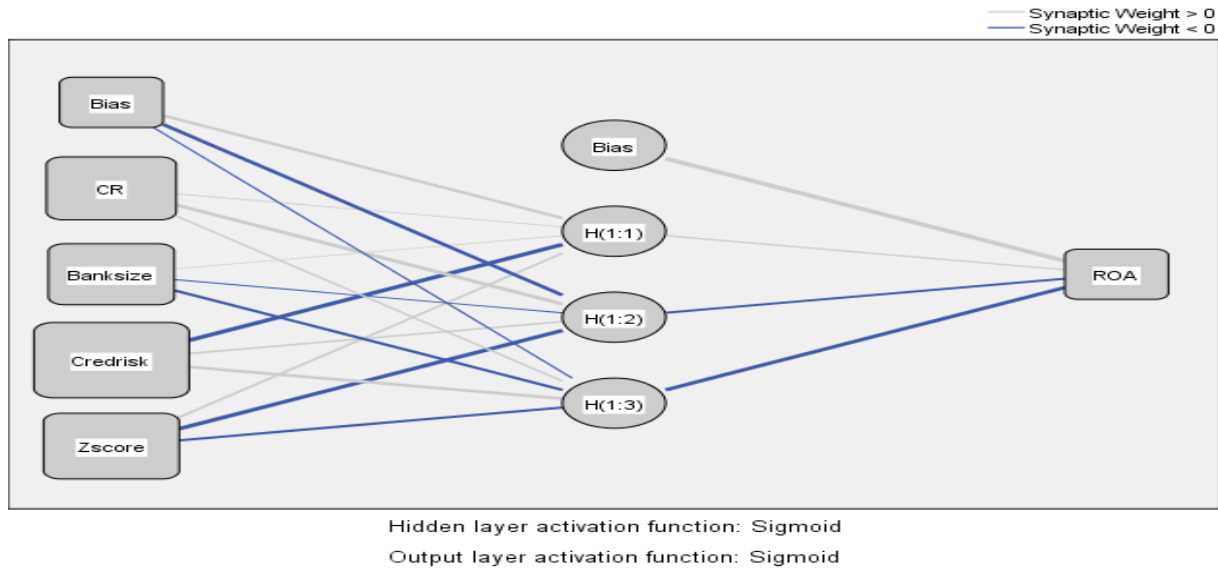 Synaptic Weight > 0
Synaptic Weight < 0
Bias
CR
Banksize
Credrisk
Zscore
Bias
H(1:1)
H(1:2)
H(1:3)
ROA
Hidden layer activation function: Sigmoid
Output layer activation function: Sigmoid